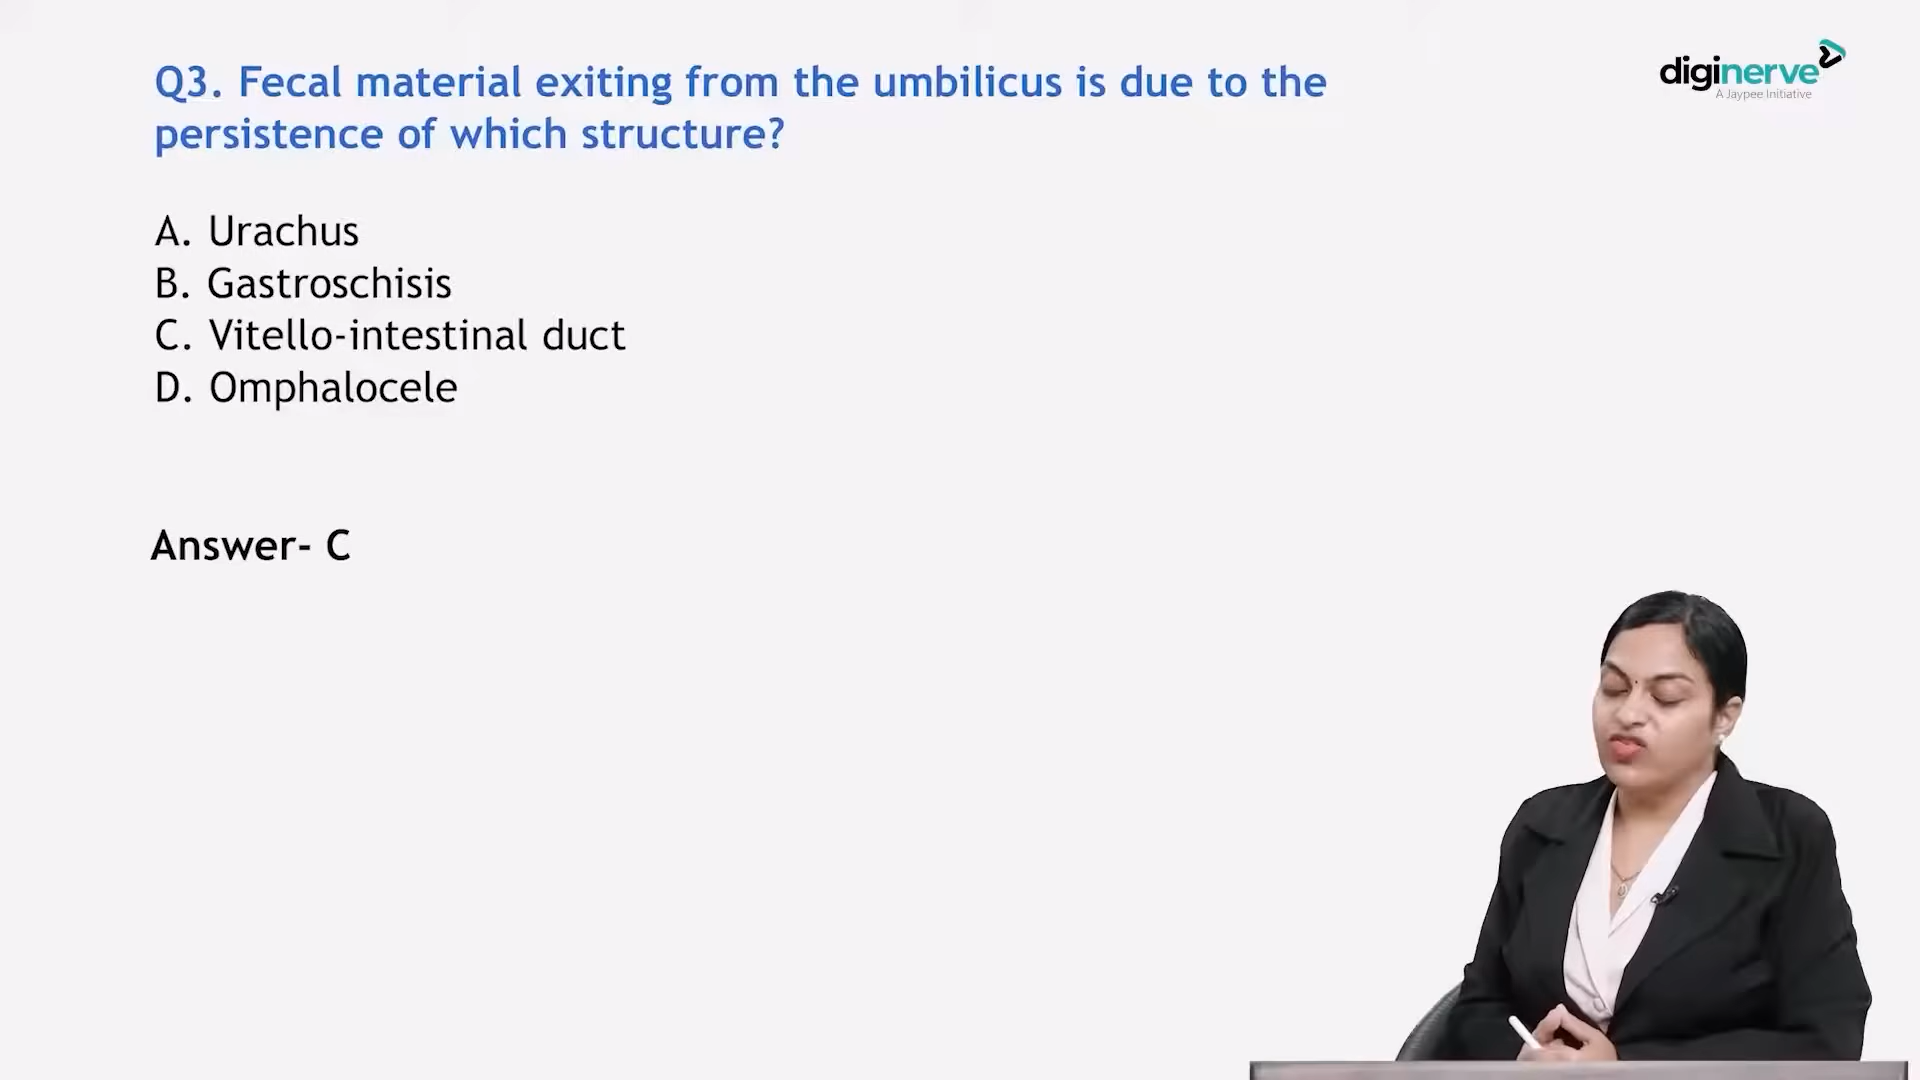 Q3. Fecal material exiting from the umbilicus is due to the
persistence of which structure?
A. Urachus
B. Gastroschisis
C. Vitello-intestinal duct
D. Omphalocele
Answer- C
diginerve
A Jaypee Initiative